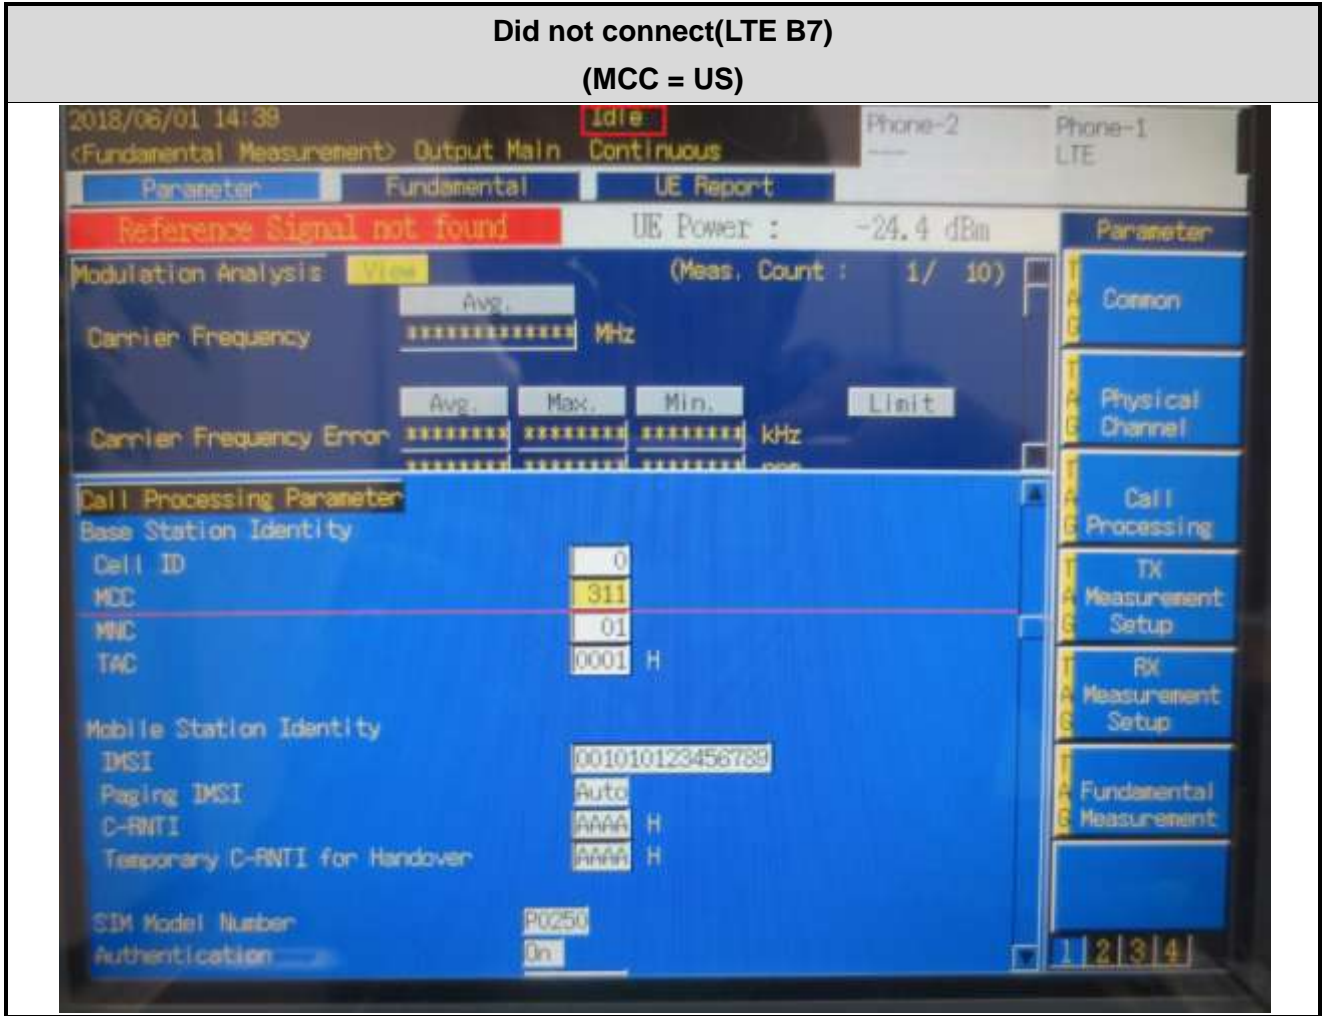 Did not connect(LTE B7)
(MCC = US)
2018/06/01 14:39 Idle Phone-2 Phone-1
<Fundamental Measurement> Output Main Continuous ---- LTE
Parameter Fundamental UE Report
Reference Signal not found UE Power : -24.4 dBm Parameter
Modulation Analysis View (Meas. Count : 1/ 10)
Common
Avg.
Carrier Frequency ************ MHz
Avg. Max. Min. Limit
Physical
Channel
Carrier Frequency Error ******** ******** ******** kHz
******** ******** ******** ppm
Call Processing Parameter
Call
Processing
Base Station Identity
Cell ID 0
MCC 311
MNC 01
TAC 0001 H
TX
Measurement
Setup
RX
Measurement
Setup
Mobile Station Identity
IMSI 001010123456789
Paging IMSI Auto
C-RNTI AAAA H
Temporary C-RNTI for Handover AAAA H
Fundamental
Measurement
SIM Model Number P0250
Authentication On
1 2 3 4